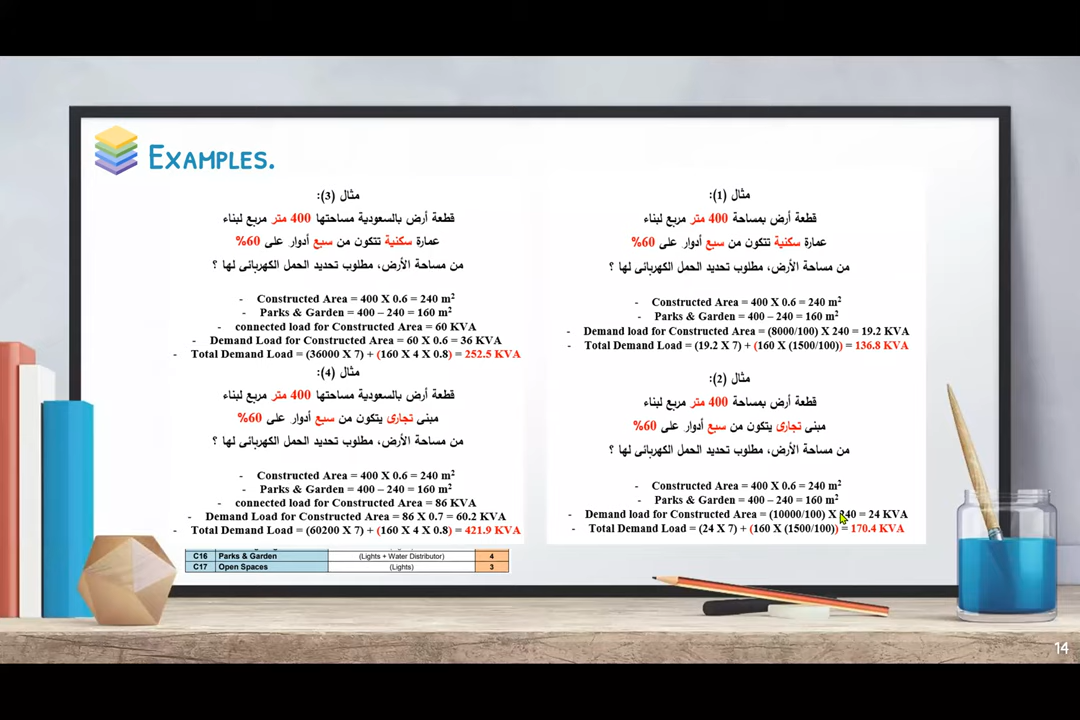 EXAMPLES.
مثال (1):
قطعة أرض بمساحة 400 متر مربع لبناء
عمارة سكنية تتكون من سبع أدوار على 60%
من مساحة الأرض، مطلوب تحديد الحمل الكهربائى لها ؟
- Constructed Area = 400 X 0.6 = 240 m²
- Parks & Garden = 400 – 240 = 160 m²
- Demand load for Constructed Area = (8000/100) X 240 = 19.2 KVA
- Total Demand Load = (19.2 X 7) + (160 X (1500/100)) = 136.8 KVA
مثال (2):
قطعة أرض بمساحة 400 متر مربع لبناء
مبنى تجارى يتكون من سبع أدوار على 60%
من مساحة الأرض، مطلوب تحديد الحمل الكهربائى لها ؟
- Constructed Area = 400 X 0.6 = 240 m²
- Parks & Garden = 400 – 240 = 160 m²
- Demand load for Constructed Area = (10000/100) X 240 = 24 KVA
- Total Demand Load = (24 X 7) + (160 X (1500/100)) = 170.4 KVA
مثال (3):
قطعة أرض بالسعودية مساحتها 400 متر مربع لبناء
عمارة سكنية تتكون من سبع أدوار على 60%
من مساحة الأرض، مطلوب تحديد الحمل الكهربائى لها ؟
- Constructed Area = 400 X 0.6 = 240 m²
- Parks & Garden = 400 – 240 = 160 m²
- connected load for Constructed Area = 60 KVA
- Demand Load for Constructed Area = 60 X 0.6 = 36 KVA
- Total Demand Load = (36000 X 7) + (160 X 4 X 0.8) = 252.5 KVA
مثال (4):
قطعة أرض بالسعودية مساحتها 400 متر مربع لبناء
مبنى تجارى يتكون من سبع أدوار على 60%
من مساحة الأرض، مطلوب تحديد الحمل الكهربائى لها ؟
- Constructed Area = 400 X 0.6 = 240 m²
- Parks & Garden = 400 – 240 = 160 m²
- connected load for Constructed Area = 86 KVA
- Demand Load for Constructed Area = 86 X 0.7 = 60.2 KVA
- Total Demand Load = (60200 X 7) + (160 X 4 X 0.8) = 421.9 KVA
C16 Parks & Garden (Lights + Water Distributor) 4
C17 Open Spaces (Lights) 3
14